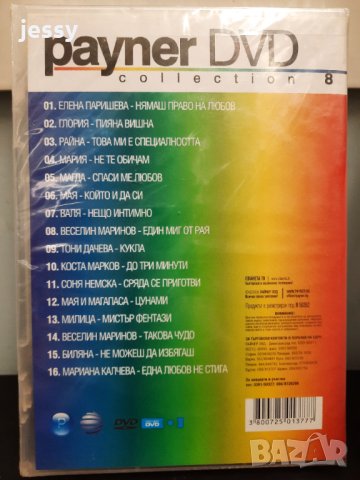 jessy
payner DVD
collection 8
01. ЕЛЕНА ПАРИШЕВА - НЯМАШ ПРАВО НА ЛЮБОВ
02. ГЛОРИЯ - ПИЯНА ВИШНА
03. РАЙНА - ТОВА МИ Е СПЕЦИАЛНОСТТА
04. МАРИЯ - НЕ ТЕ ОБИЧАМ
05. МАГДА - СПАСИ МЕ,ЛЮБОВ
06. МАЯ - КОЙТО И ДА СИ
07. ВАЛЯ - НЕЩО ИНТИМНО
08. ВЕСЕЛИН МАРИНОВ - ЕДИН МИГ ОТ РАЯ
09. ТОНИ ДАЧЕВА - КУКЛА
10. КОСТА МАРКОВ - ДО ТРИ МИНУТИ
11. СОНЯ НЕМСКА - СРЯДА СЕ ПРИГОТВИ
12. МАЯ И МАГАПАСА - ЦУНАМИ
13. МИЛИЦА - МИСТЪР ФЕНТАЗИ
14. ВЕСЕЛИН МАРИНОВ - ТАКОВА ЧУДО
15. БИЛЯНА - НЕ МОЖЕШ ДА ИЗБЯГАШ
16. МАРИАНА КАЛЧЕВА - ЕДНА ЛЮБОВ НЕ СТИГА
DVD
3800725013777
BAZAR